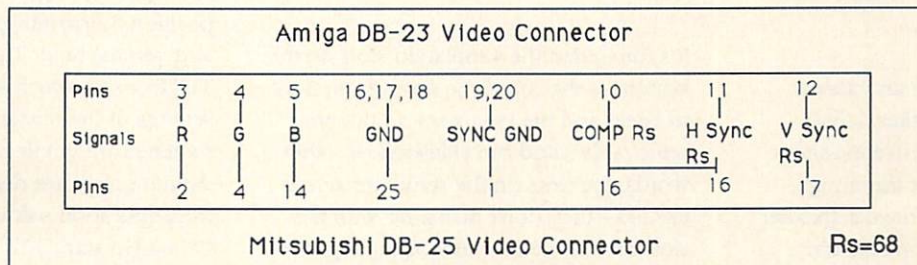 Amiga DB-23 Video Connector
Pins 3 4 5 16,17,18 19,20 10 11 12
Signals R G B GND SYNC GND COMP Rs H Sync V Sync
Rs Rs
Pins 2 4 14 25 16 16 17
Mitsubishi DB-25 Video Connector Rs=68